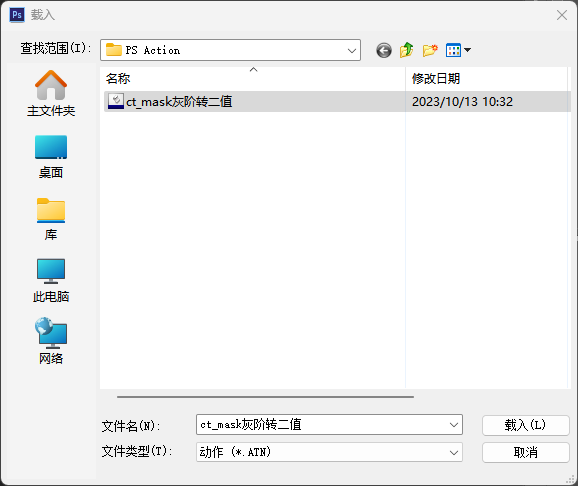 Ps 载入
查找范围(I): PS Action
名称 修改日期
ct_mask灰阶转二值 2023/10/13 10:32
主文件夹
桌面
库
此电脑
网络
文件名(N): ct_mask灰阶转二值 载入(L)
文件类型(T): 动作 (*.ATN) 取消